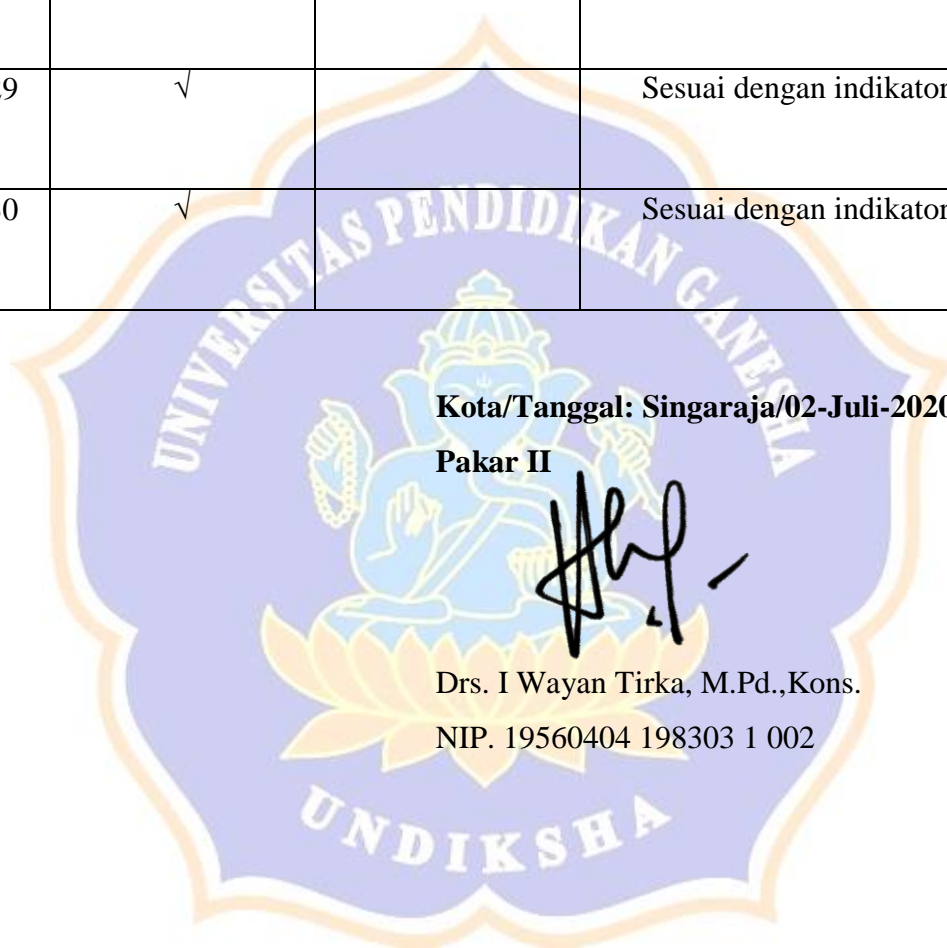 9 √ Sesuai dengan indikator
0 √ Sesuai dengan indikator
UNIVERSITAS PENDIDIKAN GANESHA
Kota/Tanggal: Singaraja/02-Juli-2020
Pakar II
Drs. I Wayan Tirka, M.Pd.,Kons.
NIP. 19560404 198303 1 002
UNDIKSHA